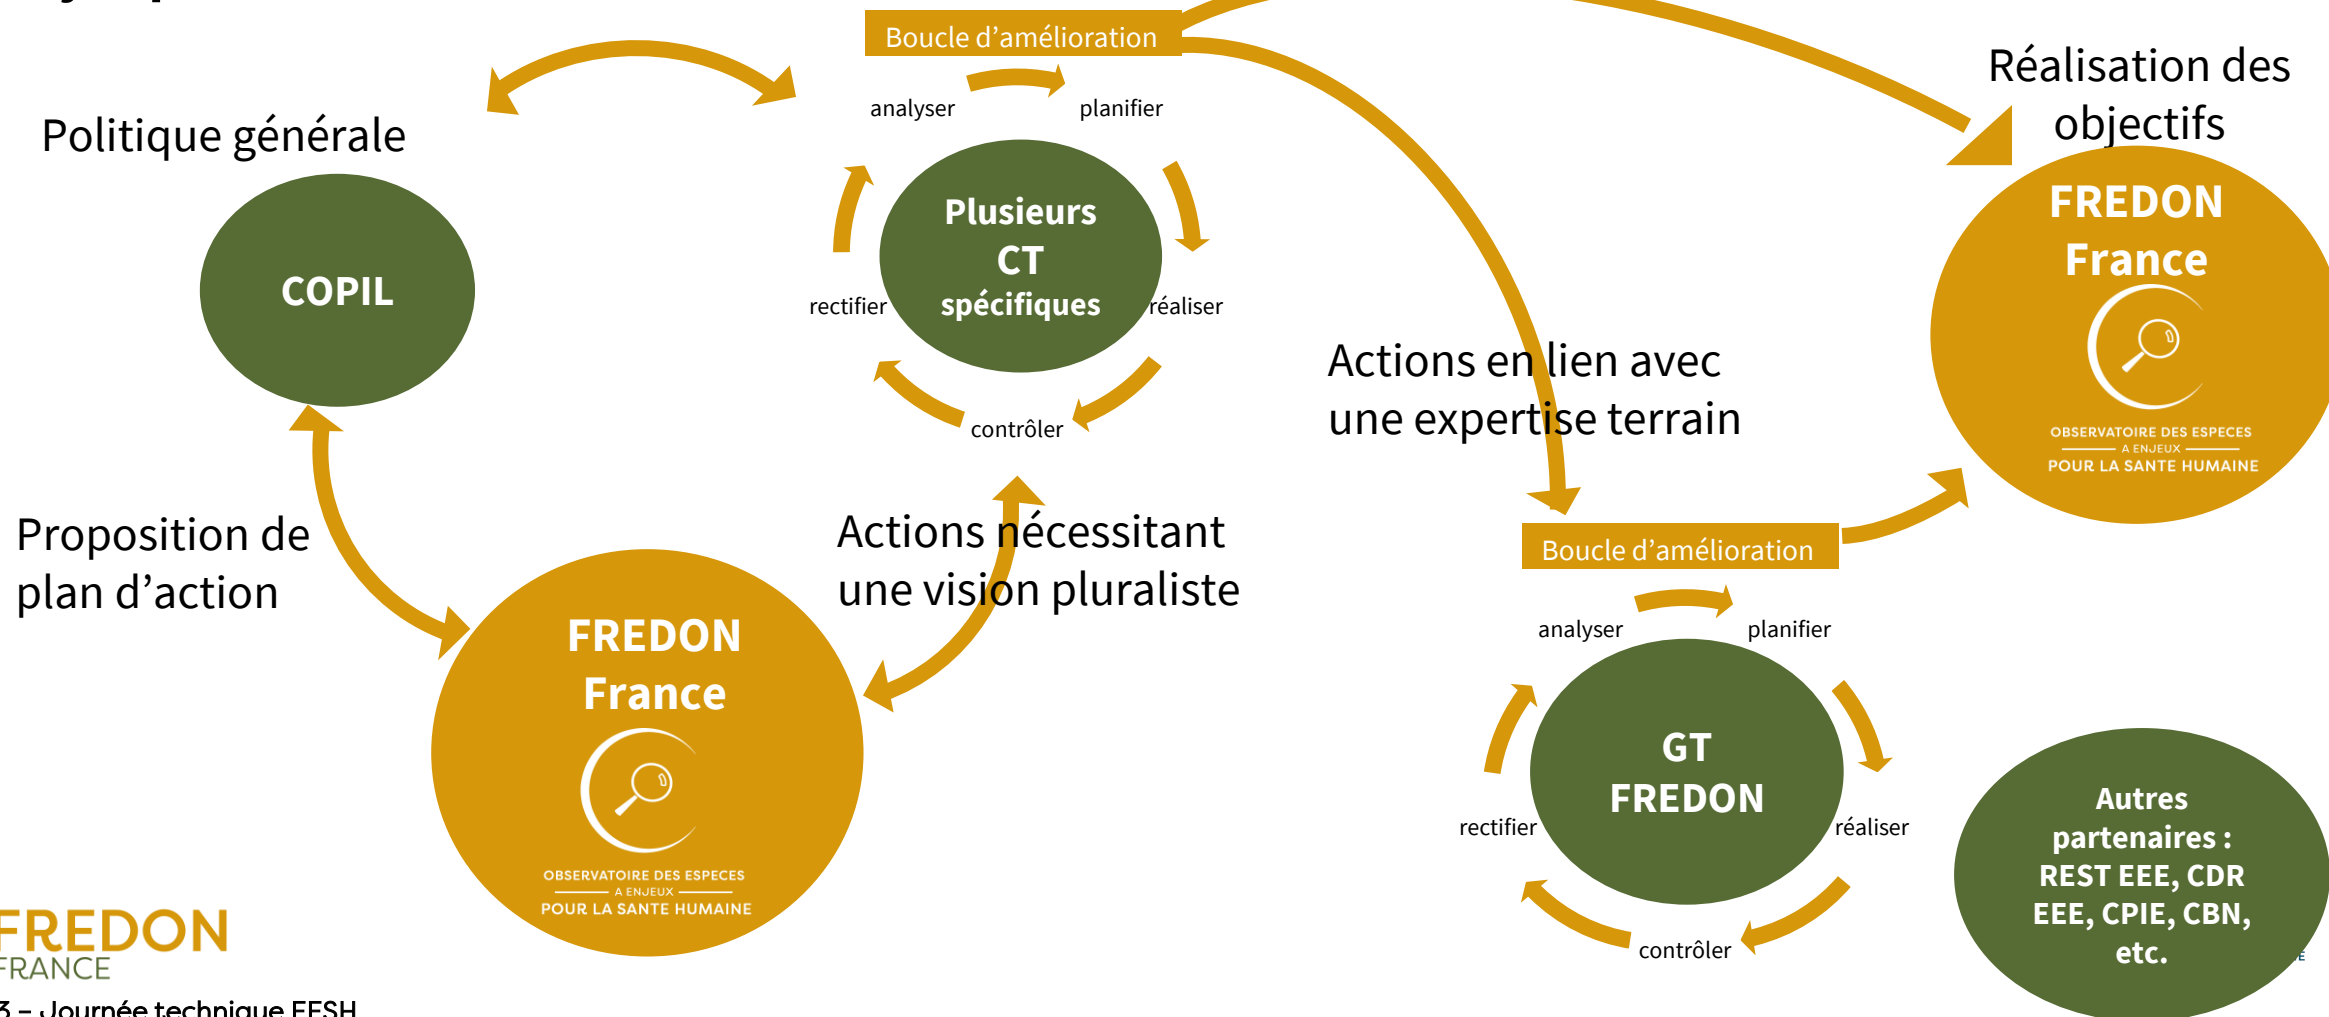 Boucle d’amélioration
analyser
planifier
Plusieurs
CT
spécifiques
rectifier
réaliser
contrôler
Politique générale
COPIL
Proposition de
plan d’action
FREDON
France
OBSERVATOIRE DES ESPECES
A ENJEUX
POUR LA SANTE HUMAINE
Actions nécessitant
une vision pluraliste
Actions en lien avec
une expertise terrain
Réalisation des
objectifs
FREDON
France
OBSERVATOIRE DES ESPECES
A ENJEUX
POUR LA SANTE HUMAINE
Boucle d’amélioration
analyser
planifier
GT
FREDON
rectifier
réaliser
contrôler
Autres
partenaires :
REST EEE, CDR
EEE, CPIE, CBN,
etc.
FREDON
FRANCE
3 – Journée technique EESH